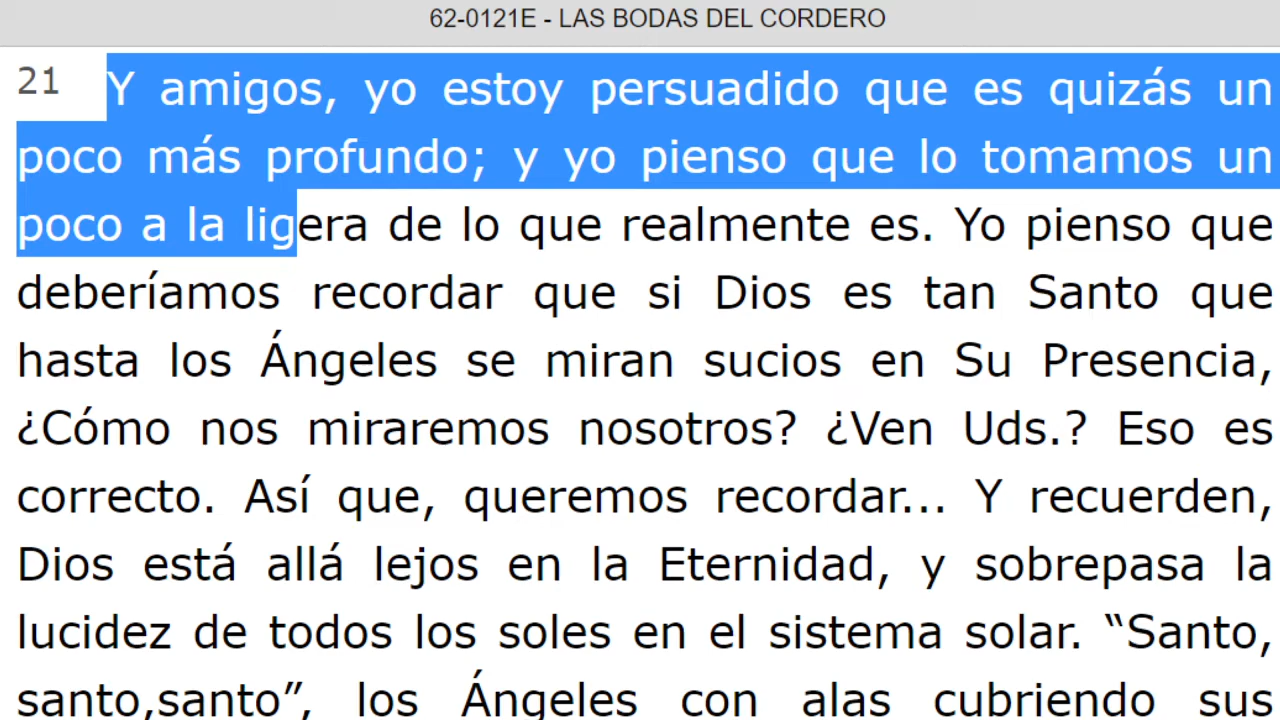 62-0121E - LAS BODAS DEL CORDERO
21 Y amigos, yo estoy persuadido que es quizás un
poco más profundo; y yo pienso que lo tomamos un
poco a la ligera de lo que realmente es. Yo pienso que
deberíamos recordar que si Dios es tan Santo que
hasta los Ángeles se miran sucios en Su Presencia,
¿Cómo nos miraremos nosotros? ¿Ven Uds.? Eso es
correcto. Así que, queremos recordar... Y recuerden,
Dios está allá lejos en la Eternidad, y sobrepasa la
lucidez de todos los soles en el sistema solar. “Santo,
santo,santo”, los Ángeles con alas cubriendo sus